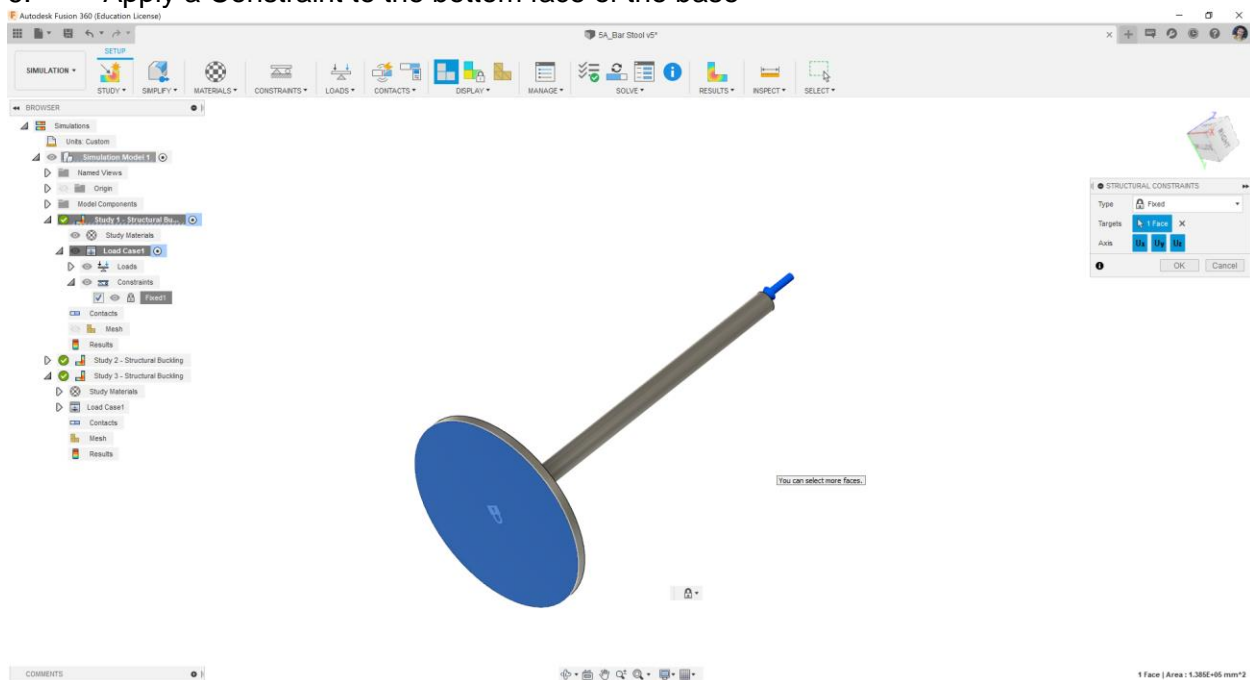 Apply a Constraint to the bottom face of the base
Autodesk Fusion 360 (Education License)
5A_Bar Stool v5*
SETUP
SIMULATION
STUDY SIMPLIFY MATERIALS CONSTRAINTS LOADS CONTACTS DISPLAY MANAGE SOLVE RESULTS INSPECT SELECT
BROWSER
Simulations
Units: Custom
Simulation Model 1
Named Views
Origin
Model Components
Study 1 - Structural Bu...
Study Materials
Load Case1
Loads
Constraints
Fixed1
Contacts
Mesh
Results
Study 2 - Structural Buckling
Study 3 - Structural Buckling
Study Materials
Load Case1
Contacts
Mesh
Results
Z
X
RIGHT
STRUCTURAL CONSTRAINTS
Type Fixed
Targets 1 Face
Axis Ux Uy Uz
OK Cancel
You can select more faces.
COMMENTS
1 Face | Area : 1.385E+05 mm^2